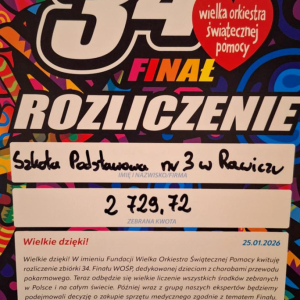 34
wielka orkiestra
świątecznej
pomocy
FINAŁ
ROZLICZENIE
Szkoła Podstawowa nr 3 w Rawiczu
IMIĘ I NAZWISKO/FIRMA
2 729,72
ZEBRANA KWOTA
Wielkie dzięki! 25.01.2026
Wielkie dzięki! W imieniu Fundacji Wielka Orkiestra Świątecznej Pomocy kwituję
rozliczenie zbiórki 34. Finału WOŚP, dedykowanej dzieciom z chorobami przewodu
pokarmowego. Teraz odbędzie się wielkie liczenie wszystkich środków zebranych
w Polsce i na całym świecie. Później wraz z grupą naszych ekspertów będziemy
podejmowali decyzję o zakupie sprzętu medycznego zgodnie z tematem Finału.